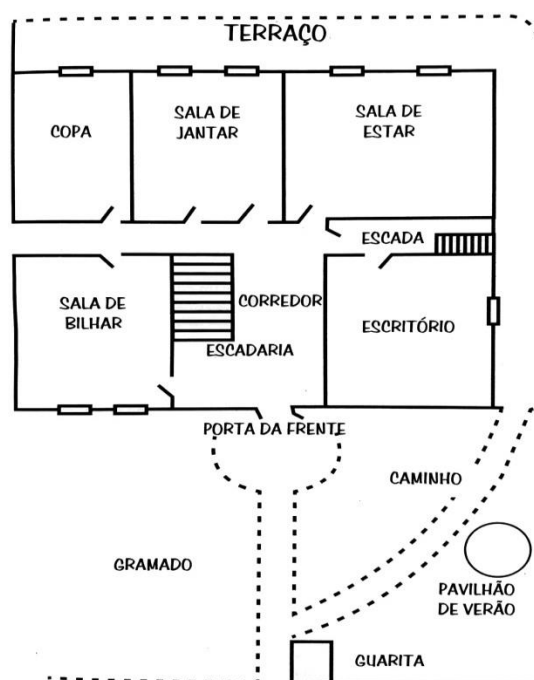 TERRAÇO
COPA
SALA DE
JANTAR
SALA DE
ESTAR
ESCADA
SALA DE
BILHAR
CORREDOR
ESCADARIA
ESCRITÓRIO
PORTA DA FRENTE
CAMINHO
GRAMADO
PAVILHÃO
DE VERÃO
GUARITA